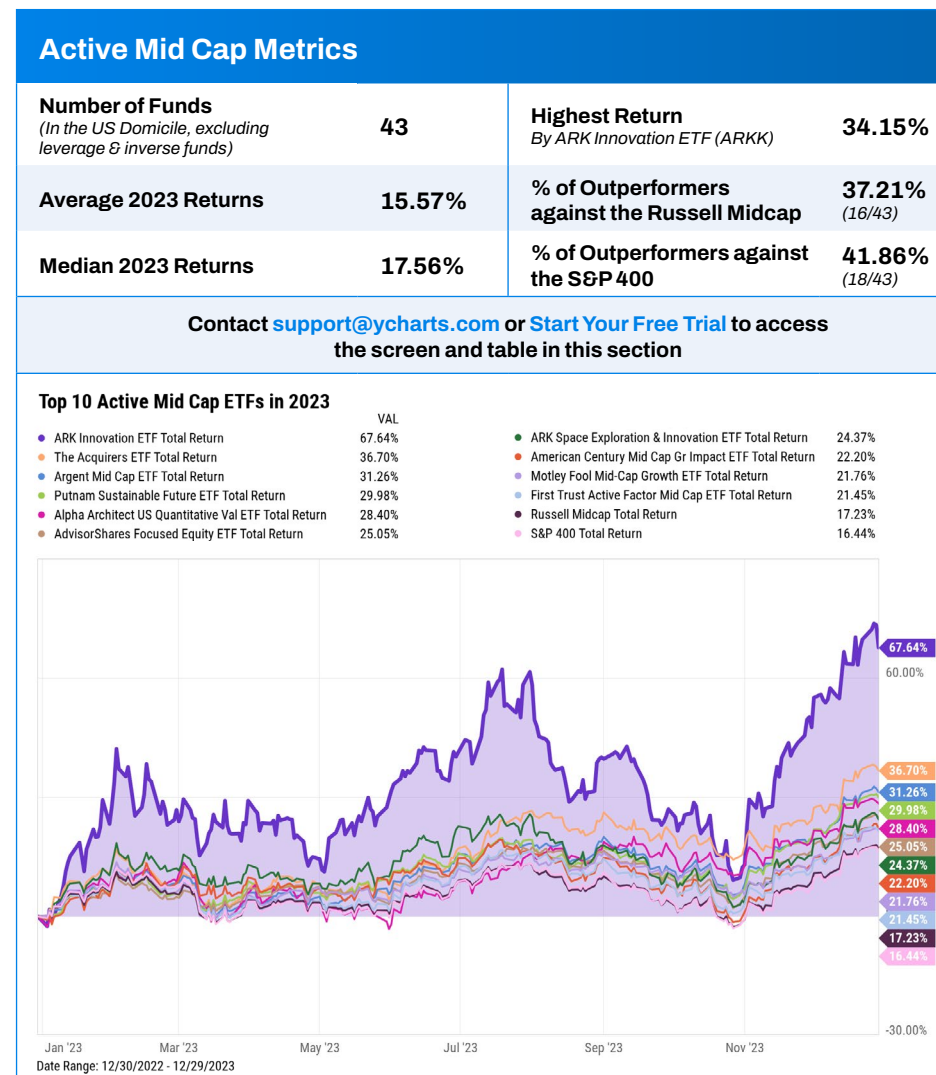 Active Mid Cap Metrics
Number of Funds
(In the US Domicile, excluding
leverage & inverse funds)
43
Highest Return
By ARK Innovation ETF (ARKK)
34.15%
Average 2023 Returns
15.57%
% of Outperformers
against the Russell Midcap
37.21%
(16/43)
Median 2023 Returns
17.56%
% of Outperformers against
the S&P 400
41.86%
(18/43)
Contact support@ycharts.com or Start Your Free Trial to access
the screen and table in this section
Top 10 Active Mid Cap ETFs in 2023
VAL
ARK Innovation ETF Total Return 67.64%
The Acquirers ETF Total Return 36.70%
Argent Mid Cap ETF Total Return 31.26%
Putnam Sustainable Future ETF Total Return 29.98%
Alpha Architect US Quantitative Val ETF Total Return 28.40%
AdvisorShares Focused Equity ETF Total Return 25.05%
ARK Space Exploration & Innovation ETF Total Return 24.37%
American Century Mid Cap Gr Impact ETF Total Return 22.20%
Motley Fool Mid-Cap Growth ETF Total Return 21.76%
First Trust Active Factor Mid Cap ETF Total Return 21.45%
Russell Midcap Total Return 17.23%
S&P 400 Total Return 16.44%
67.64%
60.00%
36.70%
31.26%
29.98%
28.40%
25.05%
24.37%
22.20%
21.76%
21.45%
17.23%
16.44%
-30.00%
Jan '23 Mar '23 May '23 Jul '23 Sep '23 Nov '23
Date Range: 12/30/2022 - 12/29/2023